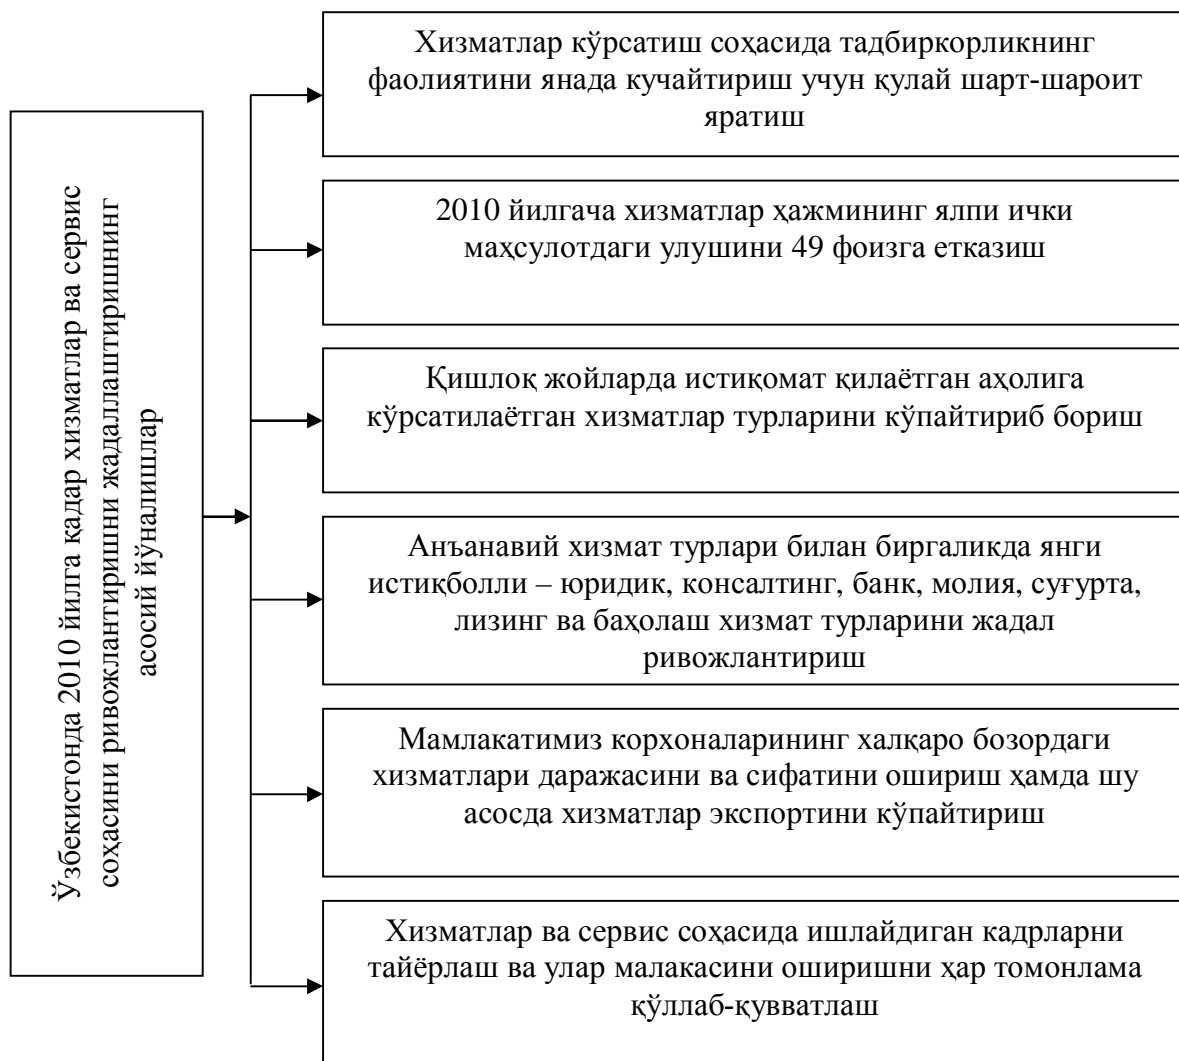 Ўзбекистонда 2010 йилга қадар хизматлар ва сервис
соҳасини ривожлантиришни жадаллаштиришнинг
асосий йўналишлар
Хизматлар кўрсатиш соҳасида тадбиркорликнинг
фаолиятини янада кучайтириш учун қулай шарт-шароит
яратиш
2010 йилгача хизматлар ҳажмининг ялпи ички
маҳсулотдаги улушини 49 фоизга етказиш
Қишлоқ жойларда истиқомат қилаётган аҳолига
кўрсатилаётган хизматлар турларини кўпайтириб бориш
Анъанавий хизмат турлари билан биргаликда янги
истиқболли – юридик, консалтинг, банк, молия, суғурта,
лизинг ва баҳолаш хизмат турларини жадал
ривожлантириш
Мамлакатимиз корхоналарининг халқаро бозордаги
хизматлари даражасини ва сифатини ошириш ҳамда шу
асосда хизматлар экспортини кўпайтириш
Хизматлар ва сервис соҳасида ишлайдиган кадрларни
тайёрлаш ва улар малакасини оширишни ҳар томонлама
қўллаб-қувватлаш